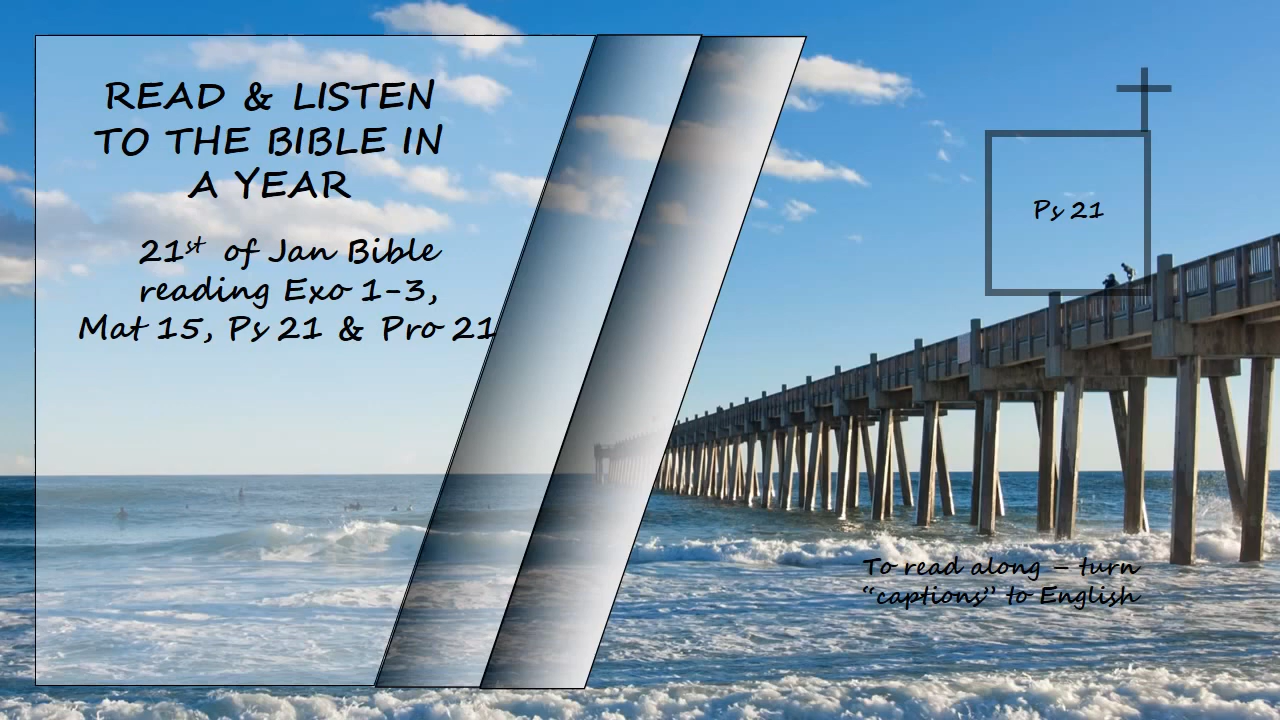 READ & LISTEN
TO THE BIBLE IN
A YEAR
21st of Jan Bible
reading Exo 1-3,
Mat 15, Ps 21 & Pro 21
Ps 21
To read along – turn
“captions” to English